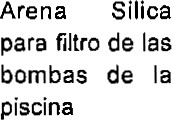 Arena Silica
para filtro de las
bombas de la
piscina